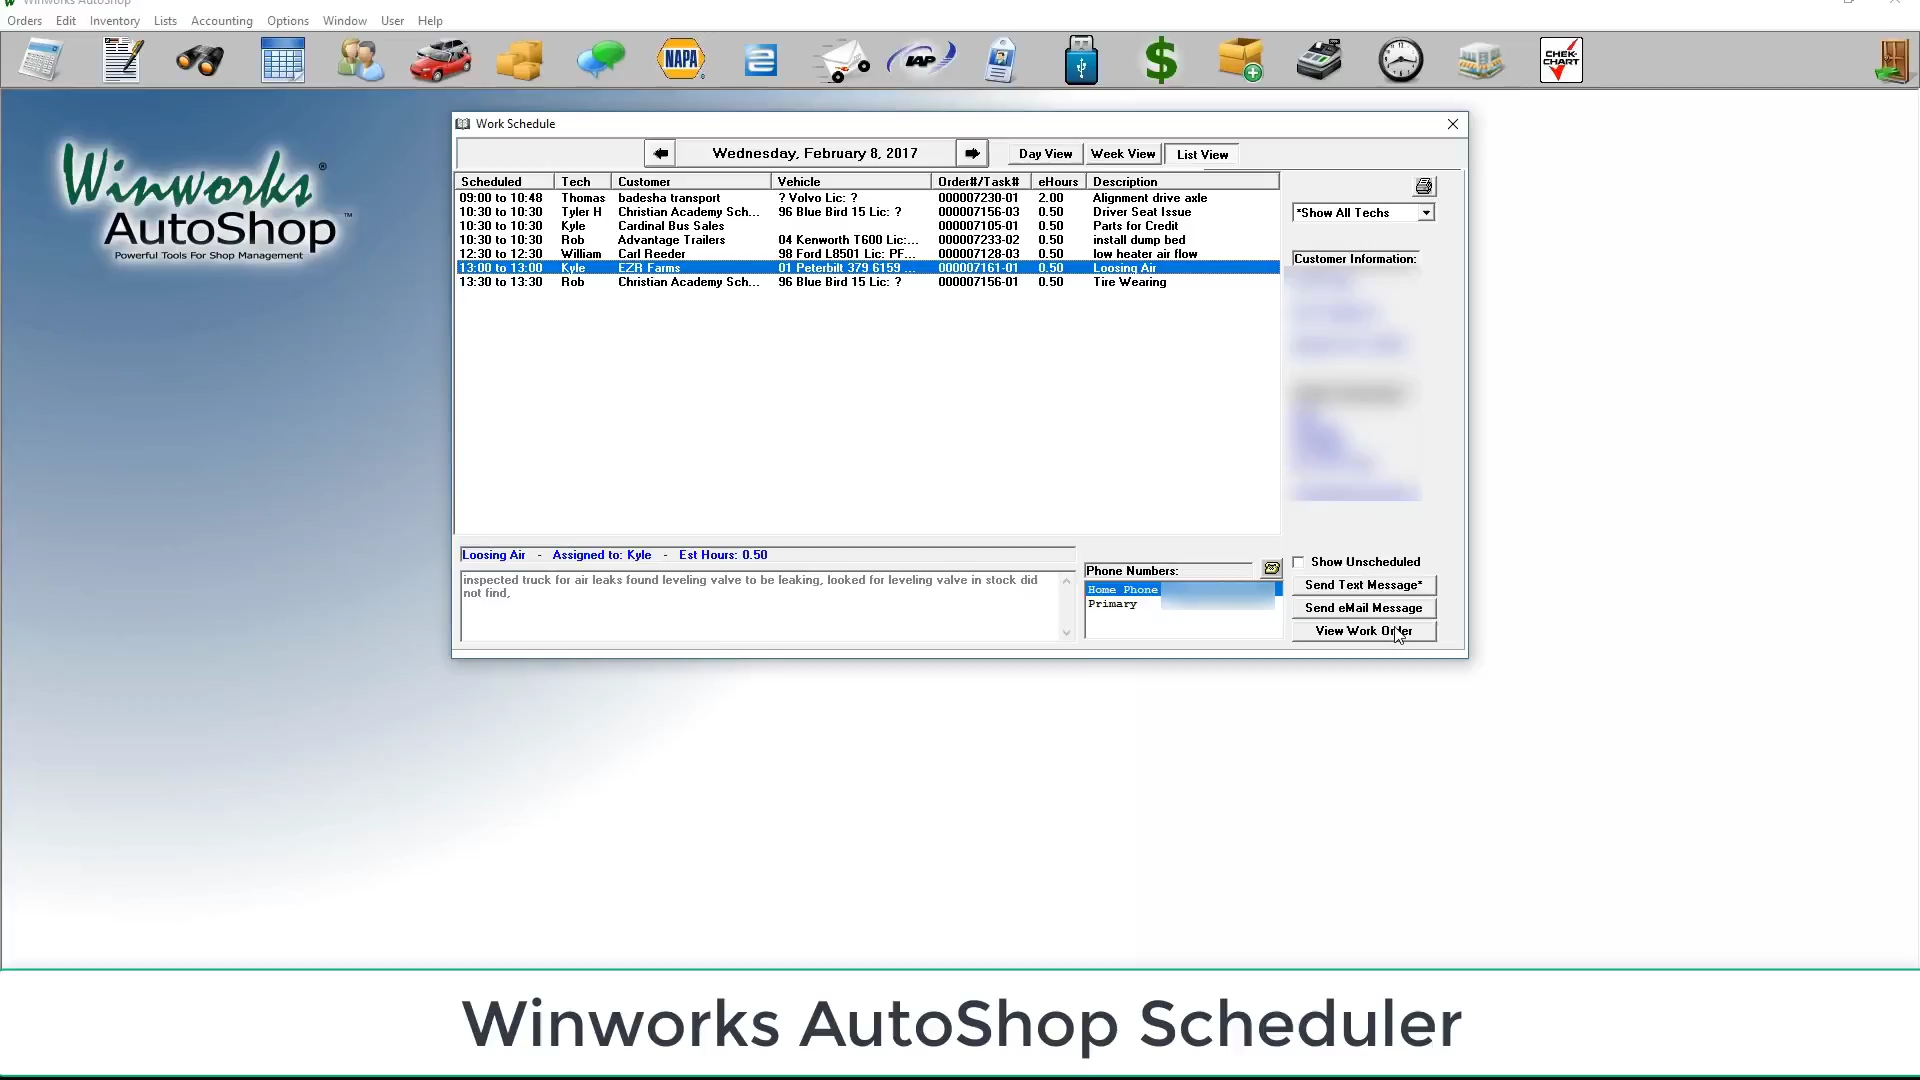 Winworks AutoShop
Orders Edit Inventory Lists Accounting Options Window User Help
NAPA IAP CHEK-CHART
Winworks ®
AutoShop ™
Powerful Tools For Shop Management
Work Schedule
Wednesday, February 8, 2017 Day View Week View List View
Scheduled Tech Customer Vehicle Order#/Task# eHours Description
09:00 to 10:48 Thomas badesha transport ? Volvo Lic: ? 000007230-01 2.00 Alignment drive axle
10:30 to 10:30 Tyler H Christian Academy Sch... 96 Blue Bird 15 Lic: ? 000007156-03 0.50 Driver Seat Issue
10:30 to 10:30 Kyle Cardinal Bus Sales 000007105-01 0.50 Parts for Credit
10:30 to 10:30 Rob Advantage Trailers 04 Kenworth T600 Lic:... 000007233-02 0.50 install dump bed
12:30 to 12:30 William Carl Reeder 98 Ford L8501 Lic: PF... 000007128-03 0.50 low heater air flow
13:00 to 13:00 Kyle EZR Farms 01 Peterbilt 379 6159 ... 000007161-01 0.50 Loosing Air
13:30 to 13:30 Rob Christian Academy Sch... 96 Blue Bird 15 Lic: ? 000007156-01 0.50 Tire Wearing
*Show All Techs
Customer Information:
Loosing Air - Assigned to: Kyle - Est Hours: 0.50
inspected truck for air leaks found leveling valve to be leaking, looked for leveling valve in stock did
not find,
Phone Numbers:
Home Phone
Primary
Show Unscheduled
Send Text Message*
Send eMail Message
View Work Order
Winworks AutoShop Scheduler